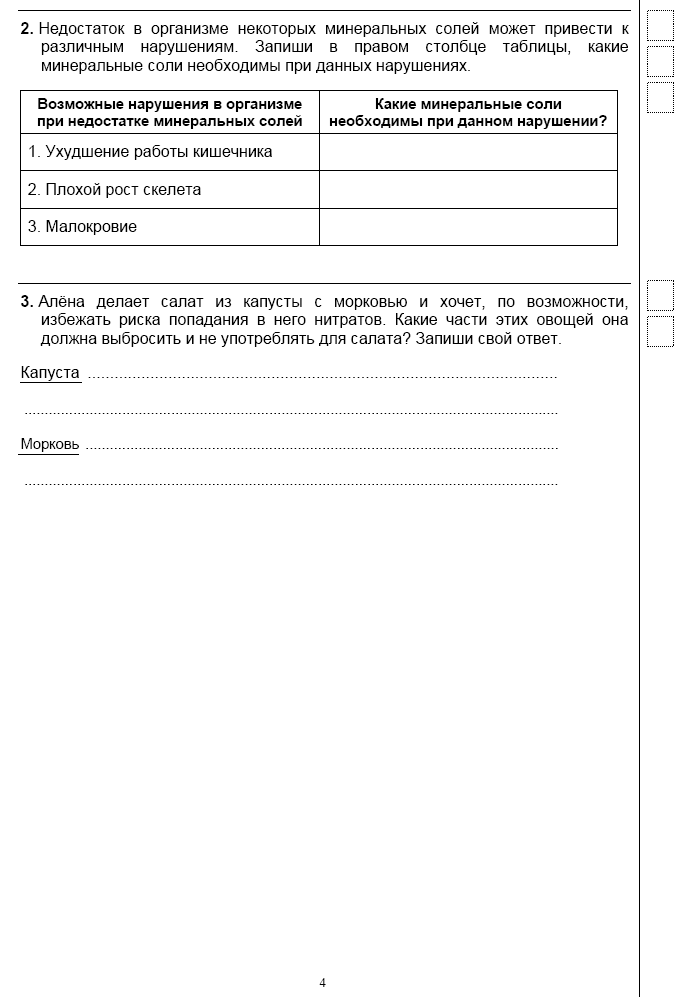 2. Недостаток в организме некоторых минеральных солей может привести к
различным нарушениям. Запиши в правом столбце таблицы, какие
минеральные соли необходимы при данных нарушениях.
Возможные нарушения в организме
при недостатке минеральных солей
Какие минеральные соли
необходимы при данном нарушении?
1. Ухудшение работы кишечника
2. Плохой рост скелета
3. Малокровие
3. Алёна делает салат из капусты с морковью и хочет, по возможности,
избежать риска попадания в него нитратов. Какие части этих овощей она
должна выбросить и не употреблять для салата? Запиши свой ответ.
Капуста ........................................................................................................
......................................................................................................................
Морковь ........................................................................................................
......................................................................................................................
4